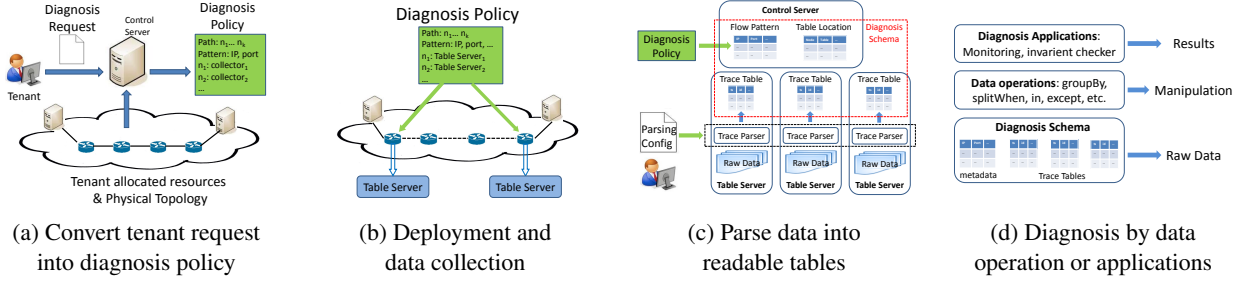 Diagnosis
Request
Control
Server
Diagnosis
Policy
Path: n₁... nₖ
Pattern: IP, port
n₁: collector₁
n₂: collector₂
...
Tenant
Tenant allocated resources
& Physical Topology
(a) Convert tenant request
into diagnosis policy
Diagnosis Policy
Path: n₁... nₖ
Pattern: IP, port, ...
n₁: Table Server₁
n₂: Table Server₂
...
Table Server
Table Server
(b) Deployment and
data collection
Control Server
Flow Pattern
Table Location
Diagnosis
Schema
Diagnosis
Policy
Trace Table
Trace Table
Trace Table
Parsing
Config
Trace Parser
Trace Parser
Trace Parser
Raw Data
Raw Data
Raw Data
Table Server
Table Server
Table Server
(c) Parse data into
readable tables
Diagnosis Applications:
Monitoring, invarient checker
Results
Data operations: groupBy,
splitWhen, in, except, etc.
Manipulation
Diagnosis Schema
metadata
Trace Tables
Raw Data
(d) Diagnosis by data
operation or applications